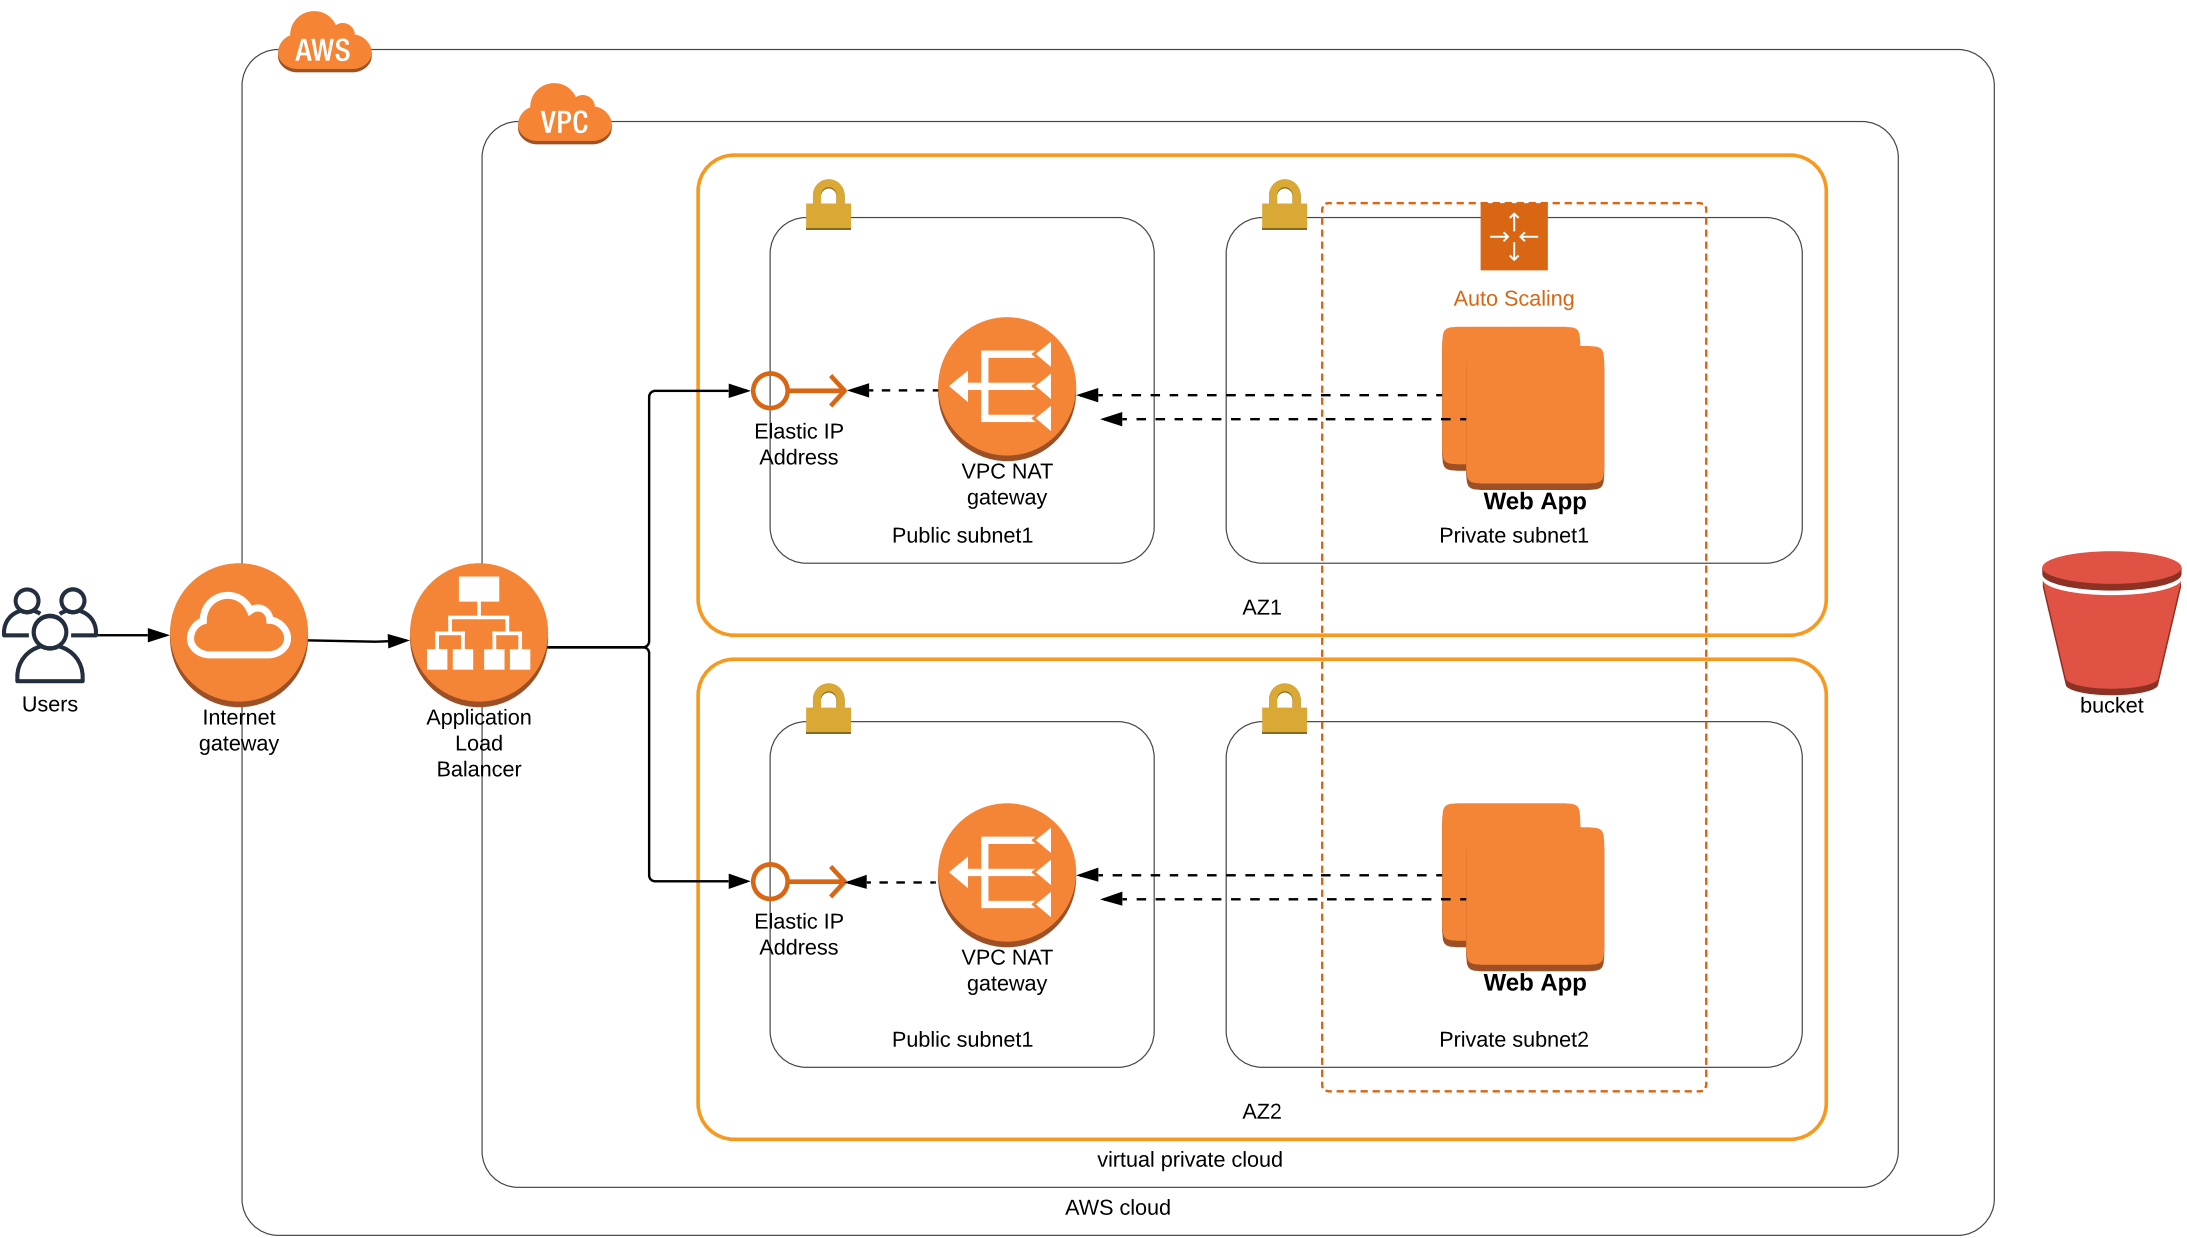 AWS
VPC
Auto Scaling
Elastic IP
Address
VPC NAT
gateway
Web App
Public subnet1
Private subnet1
AZ1
Users
Internet
gateway
Application
Load
Balancer
bucket
Elastic IP
Address
VPC NAT
gateway
Web App
Public subnet1
Private subnet2
AZ2
virtual private cloud
AWS cloud